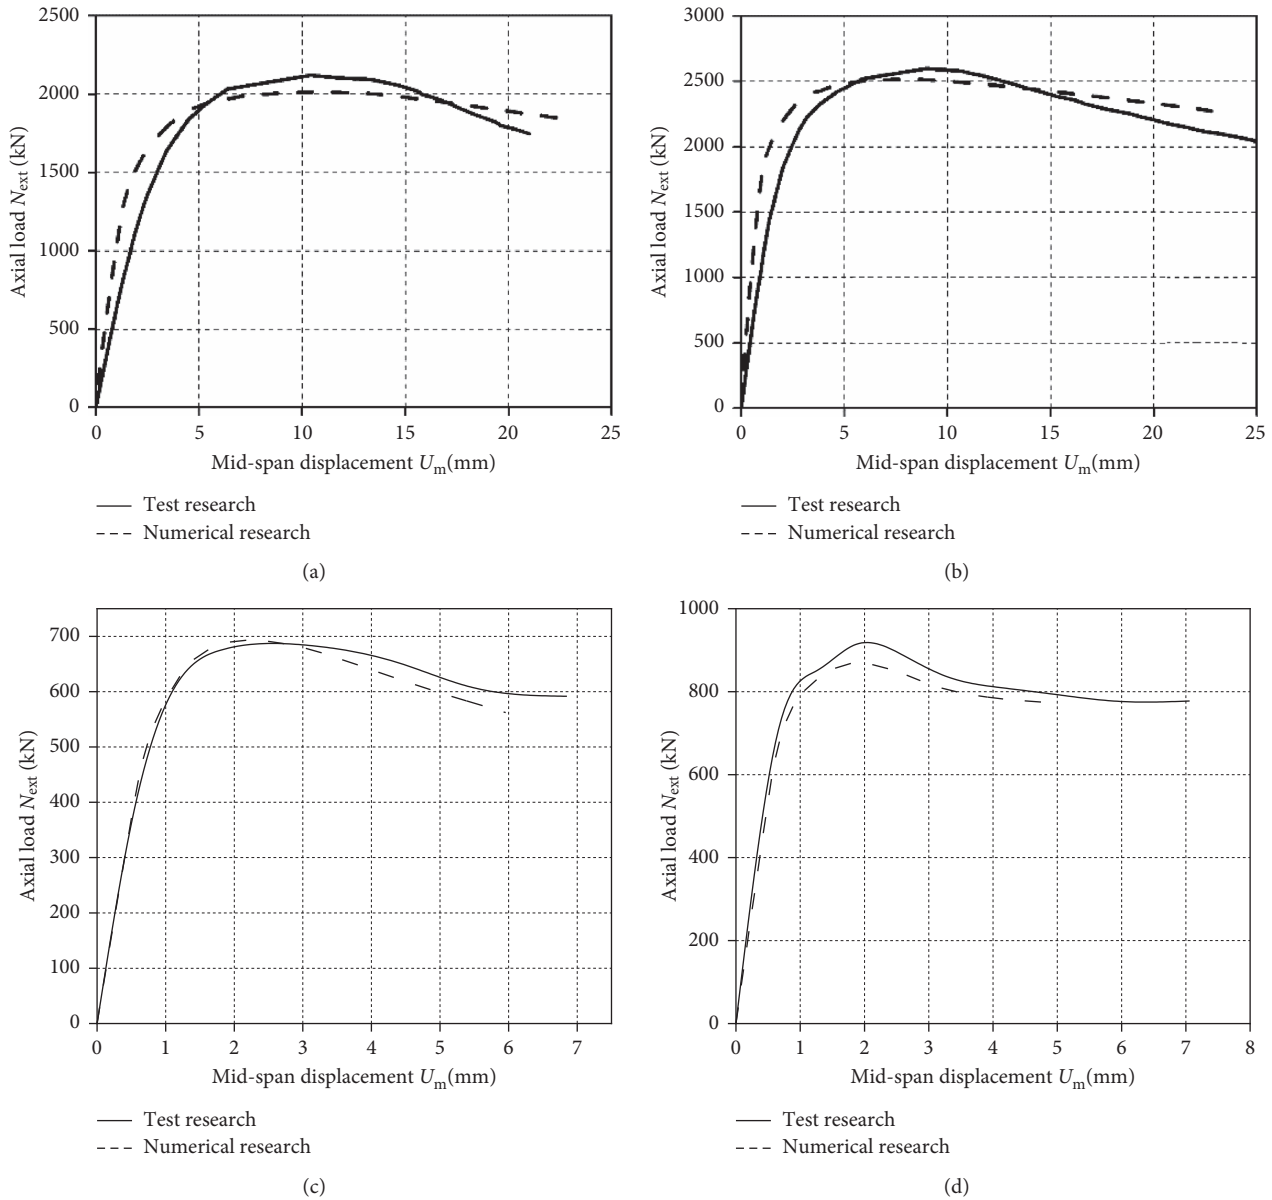 2500
2000
1500
1000
500
0
Axial load Next (kN)
0 5 10 15 20 25
Mid-span displacement Um(mm)
Test research
Numerical research
(a)
3000
2500
2000
1500
1000
500
0
Axial load Next (kN)
0 5 10 15 20 25
Mid-span displacement Um(mm)
Test research
Numerical research
(b)
700
600
500
400
300
200
100
0
Axial load Next (kN)
0 1 2 3 4 5 6 7
Mid-span displacement Um(mm)
Test research
Numerical research
(c)
1000
800
600
400
200
0
Axial load Next (kN)
0 1 2 3 4 5 6 7 8
Mid-span displacement Um(mm)
Test research
Numerical research
(d)